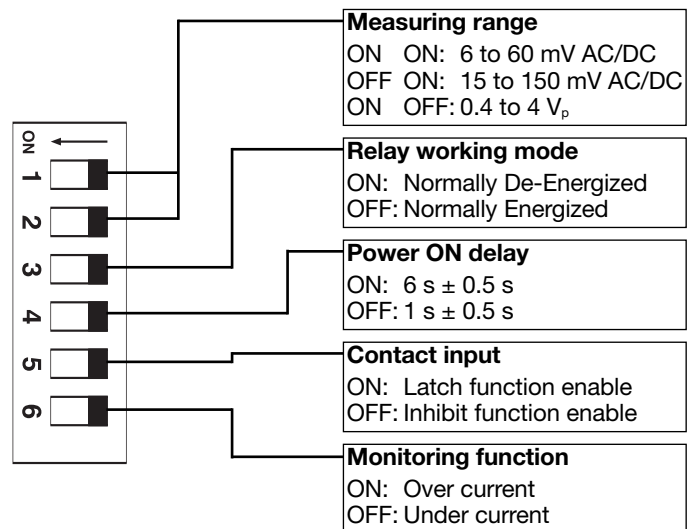 Measuring range
ON ON: 6 to 60 mV AC/DC
OFF ON: 15 to 150 mV AC/DC
ON OFF: 0.4 to 4 Vₚ
Relay working mode
ON: Normally De-Energized
OFF: Normally Energized
Power ON delay
ON: 6 s ± 0.5 s
OFF: 1 s ± 0.5 s
Contact input
ON: Latch function enable
OFF: Inhibit function enable
Monitoring function
ON: Over current
OFF: Under current
ON
1
2
3
4
5
6